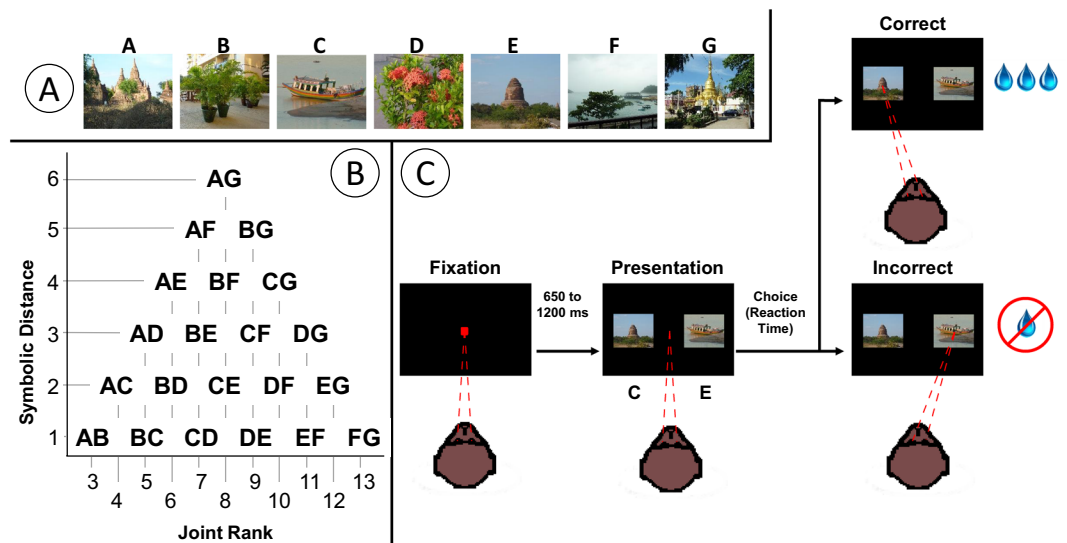 A B C D E F G
A
B
Symbolic Distance
6 AG
5 AF BG
4 AE BF CG
3 AD BE CF DG
2 AC BD CE DF EG
1 AB BC CD DE EF FG
3 5 7 9 11 13
4 6 8 10 12
Joint Rank
C
Fixation
650 to
1200 ms
Presentation
C E
Choice
(Reaction
Time)
Correct
Incorrect